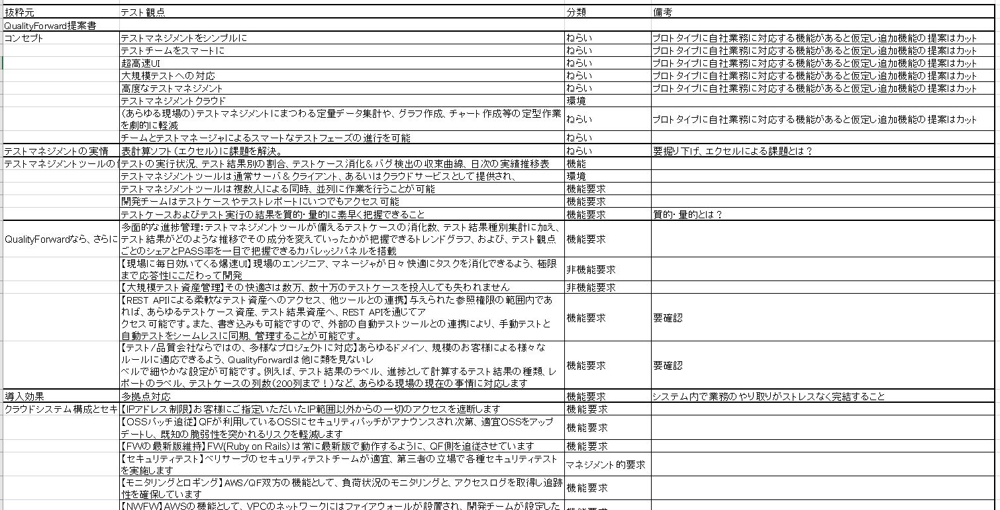 抜粋元 テスト観点 分類 備考
QualityForward提案書
コンセプト テストマネジメントをシンプルに ねらい プロトタイプに自社業務に対応する機能があると仮定し追加機能の提案はカット
テストチームをスマートに ねらい プロトタイプに自社業務に対応する機能があると仮定し追加機能の提案はカット
超高速UI ねらい プロトタイプに自社業務に対応する機能があると仮定し追加機能の提案はカット
大規模テストへの対応 ねらい プロトタイプに自社業務に対応する機能があると仮定し追加機能の提案はカット
高度なテストマネジメント ねらい プロトタイプに自社業務に対応する機能があると仮定し追加機能の提案はカット
テストマネジメントクラウド 環境
(あらゆる現場の)テストマネジメントにまつわる定量データ集計や、グラフ作成、チャート作成等の定型作業
を劇的に軽減 ねらい プロトタイプに自社業務に対応する機能があると仮定し追加機能の提案はカット
チームとテストマネージャによるスマートなテストフェーズの進行を可能 ねらい
テストマネジメントの実情 表計算ソフト(エクセル)に課題を解決。 ねらい 要掘り下げ、エクセルによる課題とは？
テストマネジメントツールの テストの実行状況、テスト結果別の割合、テストケース消化＆バグ検出の収束曲線、日次の実績推移表 機能
テストマネジメントツールは通常サーバ＆クライアント、あるいはクラウドサービスとして提供され、 環境
テストマネジメントツールは複数人による同時、並列に作業を行うことが可能 機能要求
開発チームはテストケースやテストレポートにいつでもアクセス可能 機能要求
テストケースおよびテスト実行の結果を質的・量的に素早く把握できること 機能要求 質的・量的とは？
多面的な進捗管理:テストマネジメントツールが備えるテストケースの消化数、テスト結果種別集計に加え、
QualityForwardなら、さらに テスト結果がどのような推移でその成分を変えていったかが把握できるトレンドグラフ、および、テスト観点 機能要求
ごとのシェアとPASS率を一目で把握できるカバレッジパネルを搭載
【現場に毎日効いてくる爆速UI】現場のエンジニア、マネージャが日々快適にタスクを消化できるよう、極限
まで応答性にこだわって開発 非機能要求
【大規模テスト資産管理】その快適さは数万、数十万のテストケースを投入しても失われません 非機能要求
【REST APIによる柔軟なテスト資産へのアクセス、他ツールとの連携】与えられた参照権限の範囲内であ
れば、あらゆるテストケース資産、テスト結果資産へ、REST APIを通じてア
クセス可能です。また、書き込みも可能ですので、外部の自動テストツールとの連携により、手動テストと 機能要求 要確認
自動テストをシームレスに同期、管理することが可能です。
【テスト/品質会社ならではの、多様なプロジェクトに対応】あらゆるドメイン、規模のお客様による様々な
ルールに適応できるよう、QualityForwardは他に類を見ないレ
ベルで細やかな設定が可能です。例えば、テスト結果のラベル、進捗として計算するテスト結果の種類、レ 機能要求 要確認
ポートのラベル、テストケースの列数(200列まで！)など、あらゆる現場の現在の事情に対応します
導入効果 多拠点対応 機能要求 システム内で業務のやり取りがストレスなく完結すること
クラウドシステム構成とセキ 【IPアドレス制限】お客様にご指定いただいたIP範囲以外からの一切のアクセスを遮断します 機能要求
【OSSパッチ追従】QFが利用しているOSSにセキュリティパッチがアナウンスされ次第、適宜OSSをアップ
デートし、既知の脆弱性を突かれるリスクを軽減します 機能要求
【FWの最新版維持】FW(Ruby on Rails)は常に最新版で動作するように、QF側を追従させています 機能要求
【セキュリティテスト】ベリサーブのセキュリティテストチームが適宜、第三者の立場で各種セキュリティテスト
を実施します マネジメント的要求
【モニタリングとロギング】AWS/QF双方の機能として、負荷状況のモニタリングと、アクセスログを取得し追跡
性を確保しています 機能要求
【NWFW】AWSの機能として、VPCのネットワークにはファイアウォールが設置され、開発チームが設定した